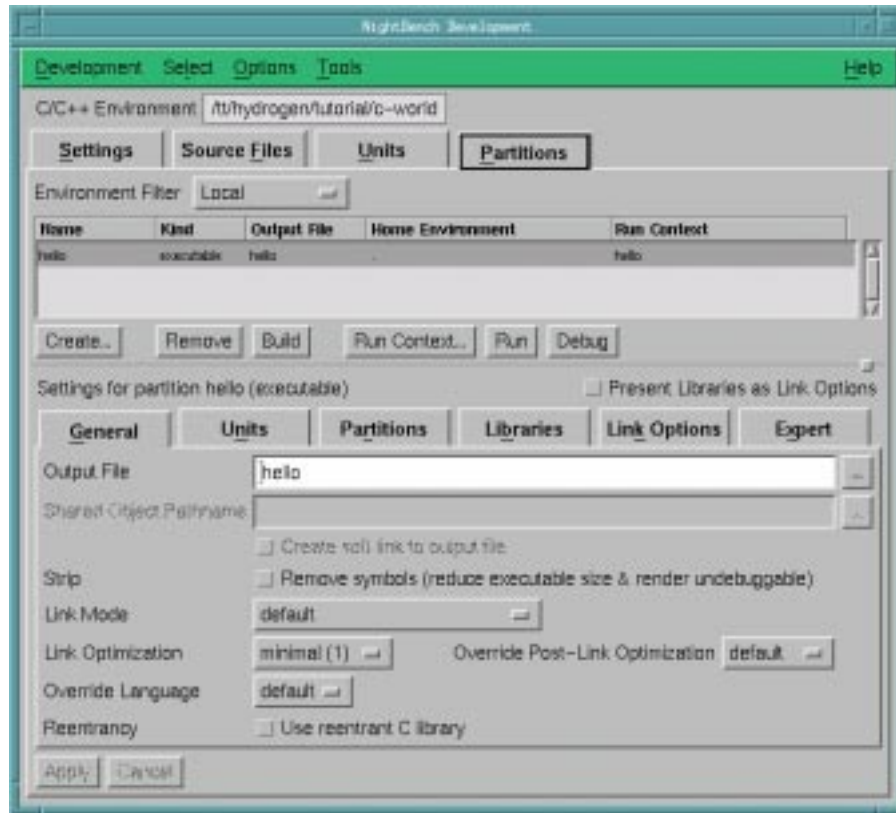 NightBench Development
Development Select Options Tools Help
C/C++ Environment /tt/hydrogen/tutorial/c-world
Settings Source Files Units Partitions
Environment Filter Local
Name Kind Output File Home Environment Run Context
hello executable hello . hello
Create... Remove Build Run Context... Run Debug
Settings for partition hello (executable) Present Libraries as Link Options
General Units Partitions Libraries Link Options Expert
Output File hello ...
Shared Object Pathname ...
Create soft link to output file
Strip Remove symbols (reduce executable size & render undebuggable)
Link Mode default
Link Optimization minimal (1) Override Post-Link Optimization default
Override Language default
Reentrancy Use reentrant C library
Apply Cancel